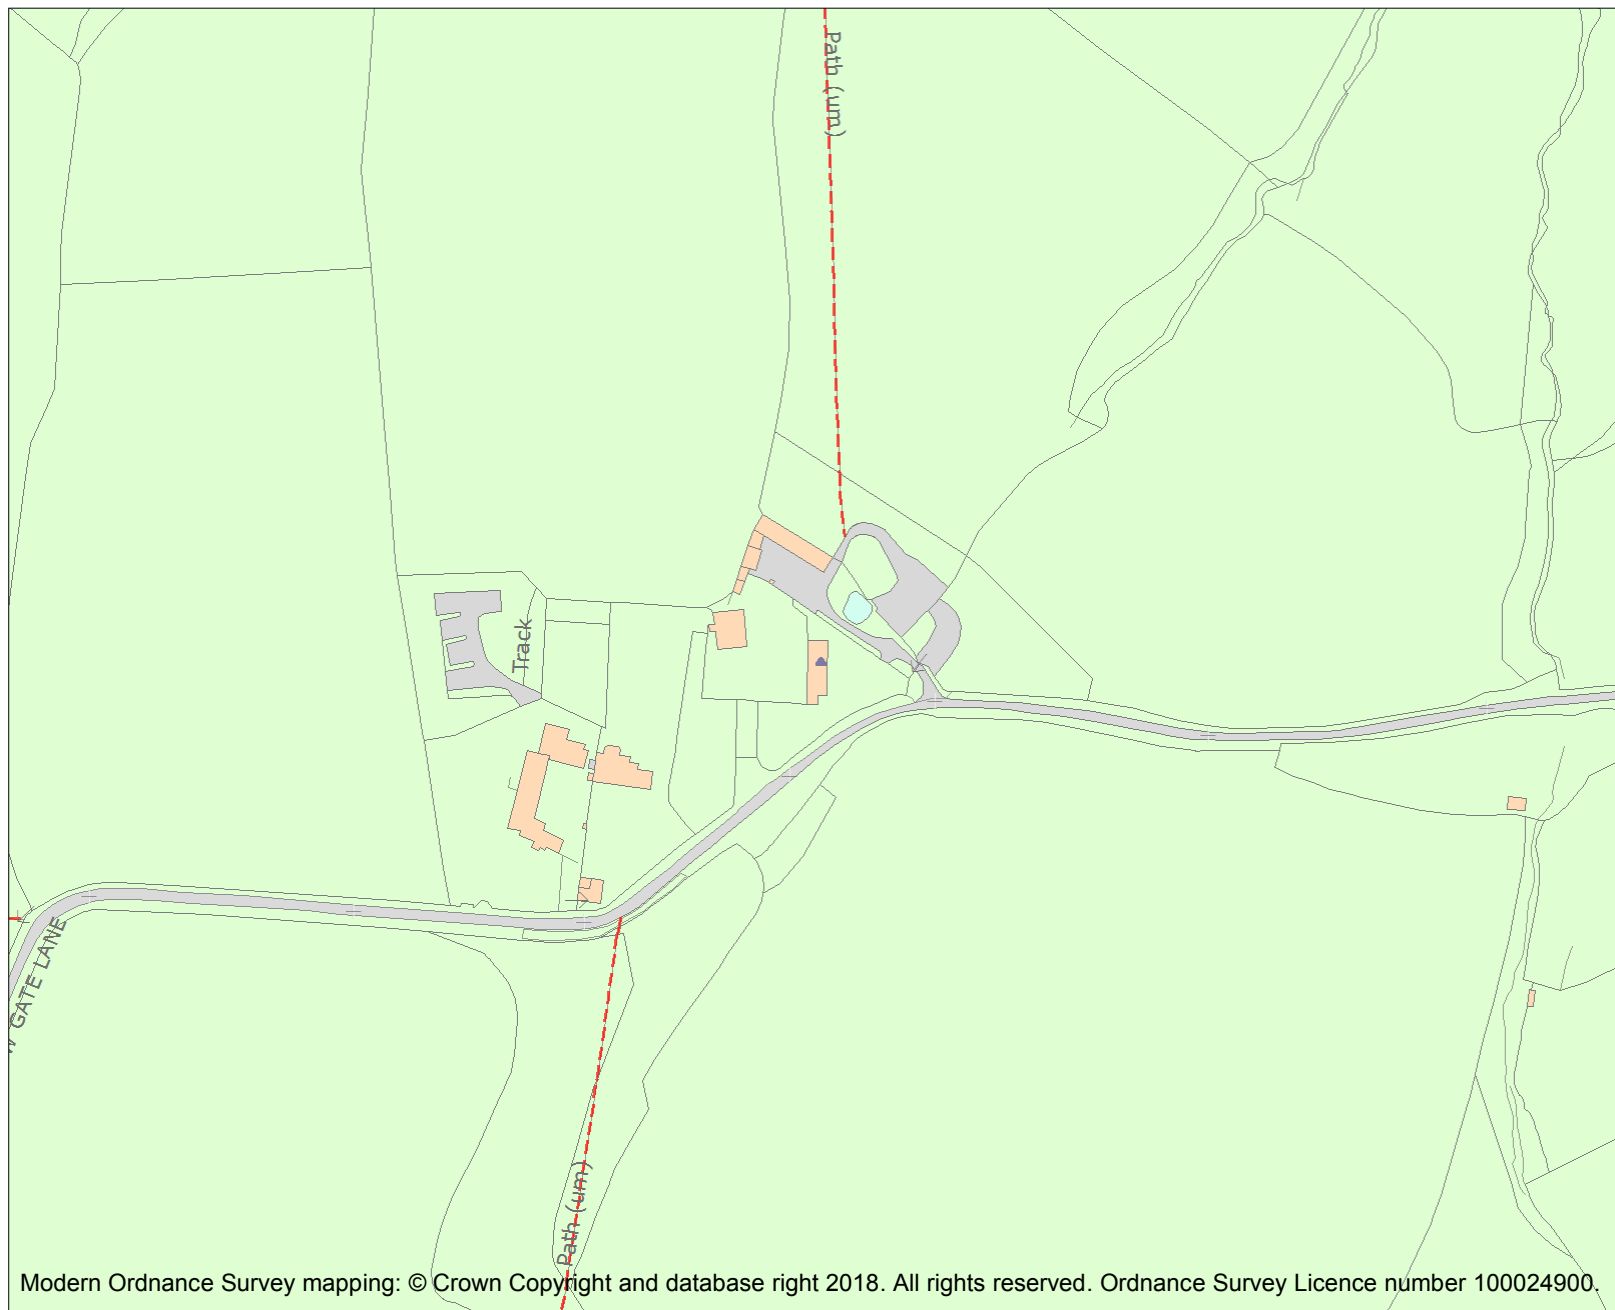 Path (um)
Track
W GATE LANE
Path (um)
Modern Ordnance Survey mapping: © Crown Copyright and database right 2018. All rights reserved. Ordnance Survey Licence number 100024900.